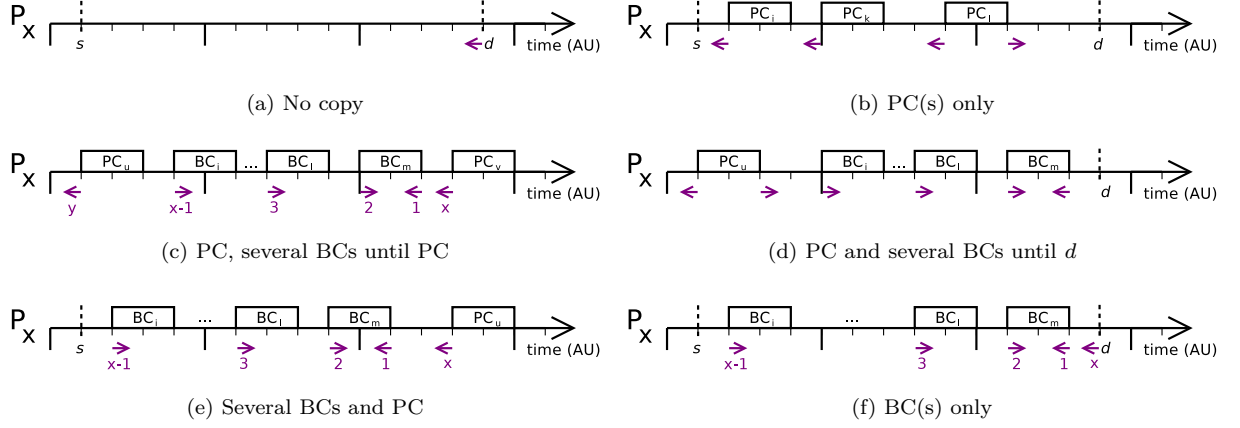 Px s d time (AU)
(a) No copy
Px PCi PCk PCl s d time (AU)
(b) PC(s) only
Px PCu BCi ... BCl BCm PCv time (AU)
y x-1 3 2 1 x
(c) PC, several BCs until PC
Px PCu BCi ... BCl BCm d time (AU)
(d) PC and several BCs until d
Px s BCi ... BCl BCm PCu time (AU)
x-1 3 2 1 x
(e) Several BCs and PC
Px s BCi ... BCl BCm d time (AU)
x-1 3 2 1 x
(f) BC(s) only